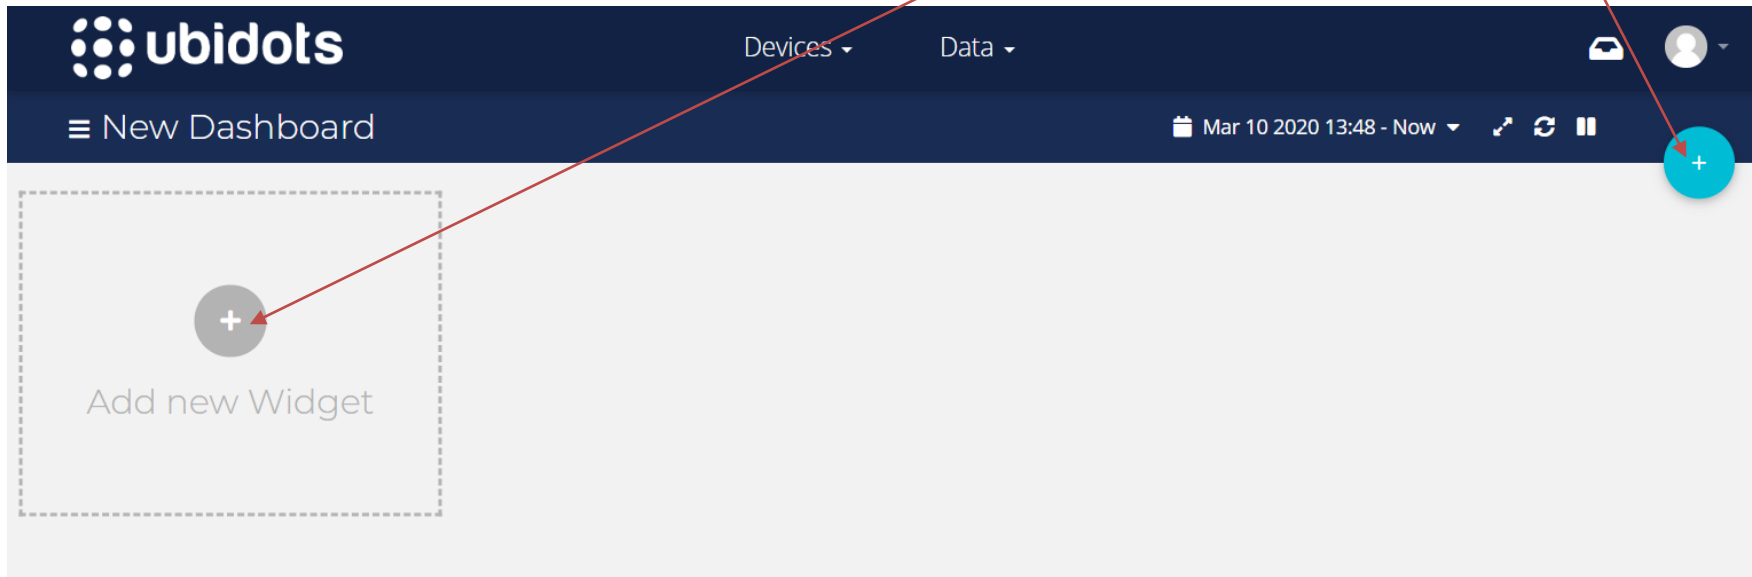 ubidots
Devices
Data
New Dashboard
Mar 10 2020 13:48 - Now
+
+
Add new Widget